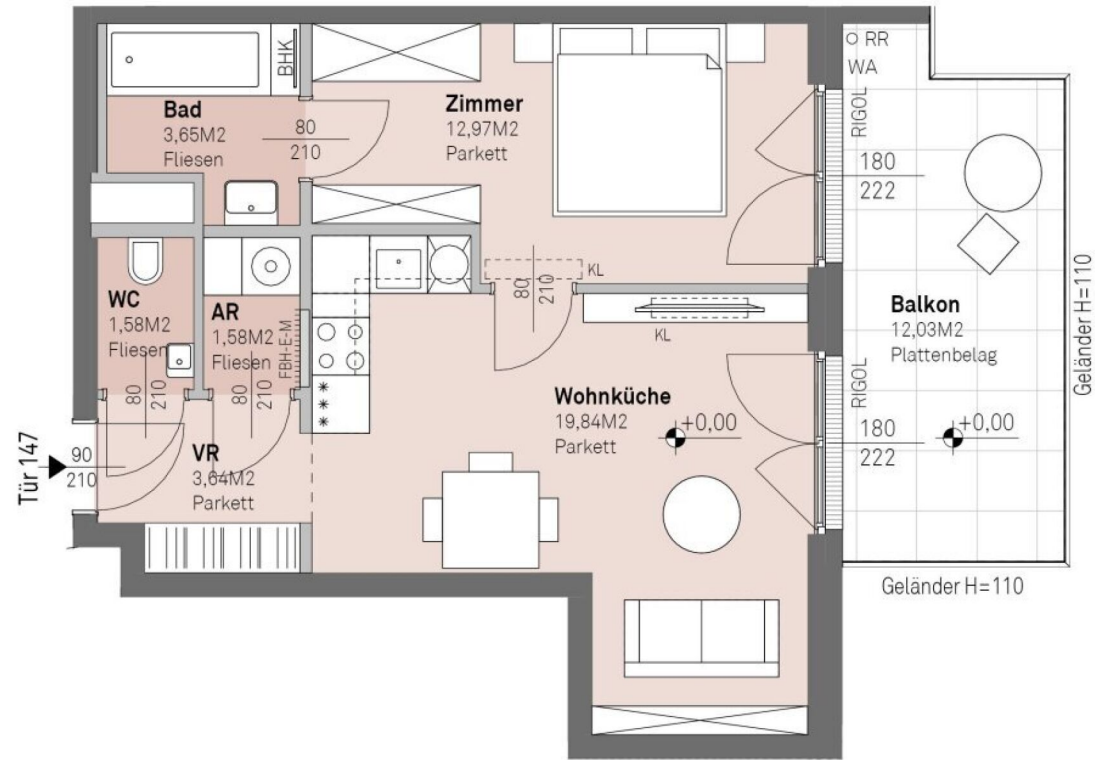 BHK
Bad
3,65M2
Fliesen
80
210
Zimmer
12,97M2
Parkett
RR
WA
RIGOL
180
222
KL
80
210
WC
1,58M2
Fliesen
80
210
AR
1,58M2
Fliesen
FBH-E-M
80
210
KL
Wohnküche
19,84M2
Parkett
+0,00
RIGOL
180
222
Balkon
12,03M2
Plattenbelag
+0,00
Geländer H=110
Geländer H=110
Tür 147
90
210
VR
3,64M2
Parkett